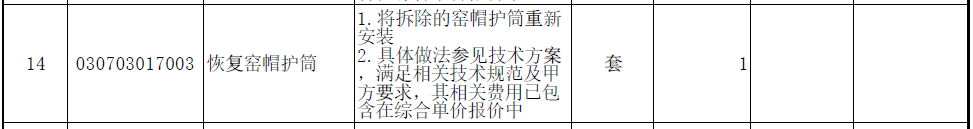 14 030703017003 恢复窑帽护筒 1.将拆除的窑帽护筒重新
安装
2.具体做法参见技术方案
，满足相关技术规范及甲
方要求，其相关费用已包
含在综合单价报价中 套 1